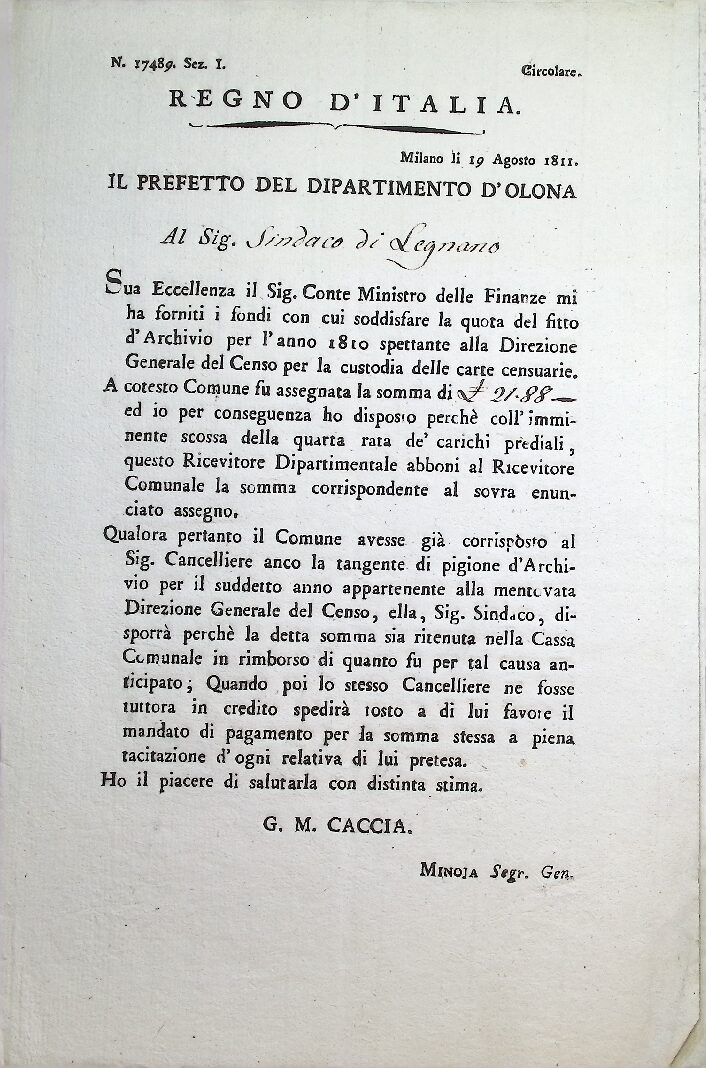 N. 17489. Sez. I.
Circolare.
REGNO D'ITALIA.
Milano li 19 Agosto 1811.
IL PREFETTO DEL DIPARTIMENTO D'OLONA
Al Sig. Sindaco di Legnano
Sua Eccellenza il Sig. Conte Ministro delle Finanze mi
ha forniti i fondi con cui soddisfare la quota del fitto
d'Archivio per l'anno 1810 spettante alla Direzione
Generale del Censo per la custodia delle carte censuarie.
A cotesto Comune fu assegnata la somma di £ 21.88—
ed io per conseguenza ho disposto perchè coll'immi-
nente scossa della quarta rata de' carichi prediali,
questo Ricevitore Dipartimentale abboni al Ricevitore
Comunale la somma corrispondente al sovra enun-
ciato assegno.
Qualora pertanto il Comune avesse già corrispòsto al
Sig. Cancelliere anco la tangente di pigione d'Archi-
vio per il suddetto anno appartenente alla mentovata
Direzione Generale del Censo, ella, Sig. Sindaco, di-
sporrà perchè la detta somma sia ritenuta nella Cassa
Comunale in rimborso di quanto fu per tal causa an-
ticipato; Quando poi lo stesso Cancelliere ne fosse
tuttora in credito spedirà tosto a di lui favore il
mandato di pagamento per la somma stessa a piena
tacitazione d'ogni relativa di lui pretesa.
Ho il piacere di salutarla con distinta stima.
G. M. CACCIA.
MINOJA Segr. Gen.